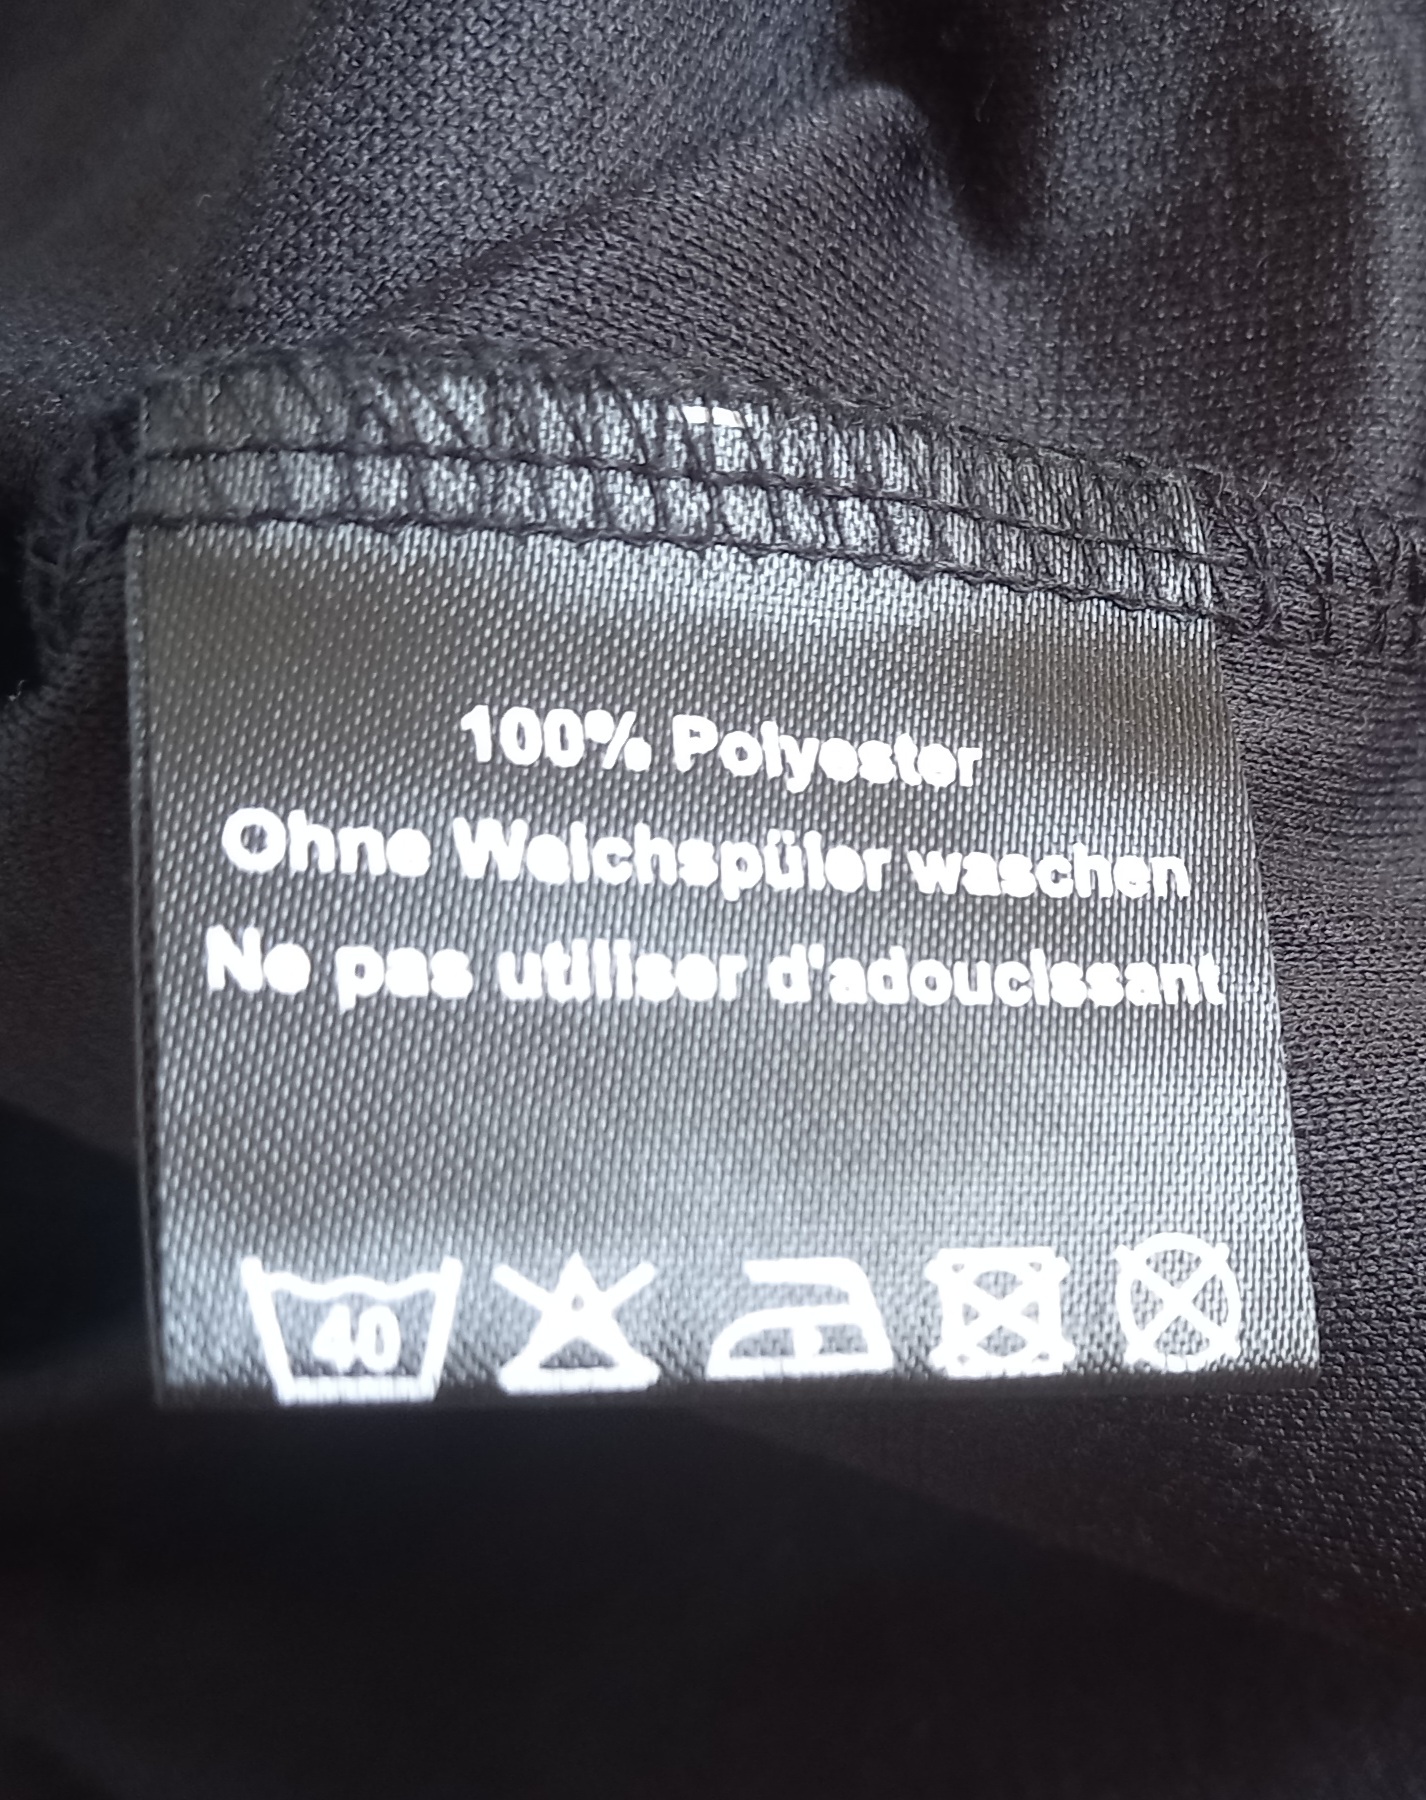 100% Polyester
Ohne Weichspüler waschen
Ne pas utiliser d'adoucissant
40